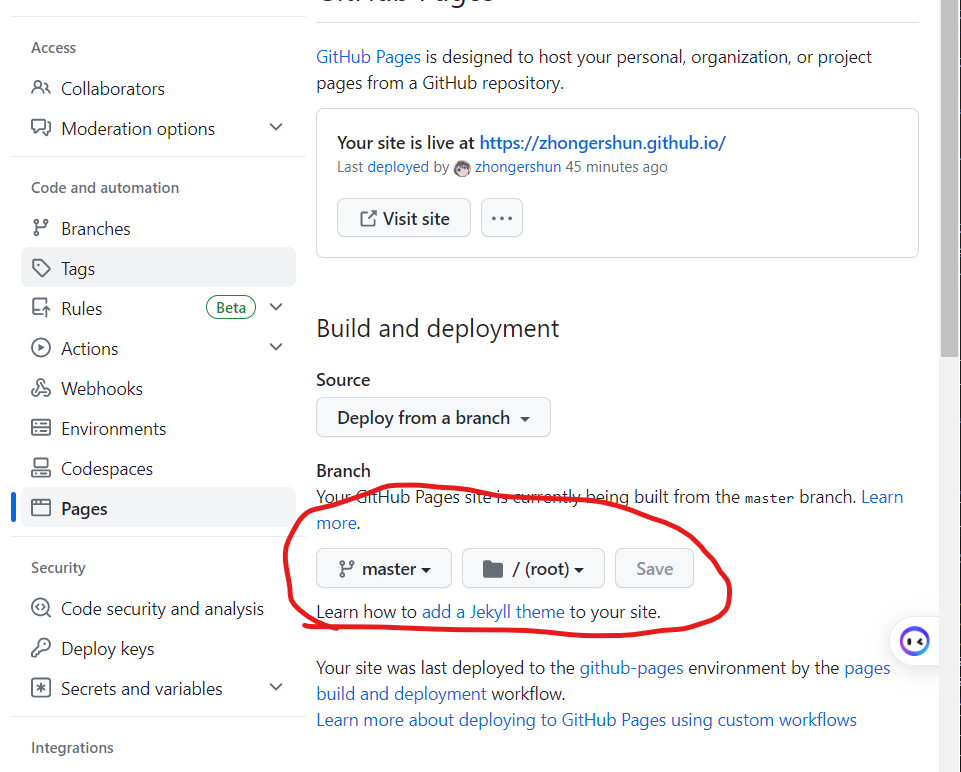 GitHub Pages
Access
Collaborators
Moderation options
Code and automation
Branches
Tags
Rules Beta
Actions
Webhooks
Environments
Codespaces
Pages
Security
Code security and analysis
Deploy keys
Secrets and variables
Integrations
GitHub Pages is designed to host your personal, organization, or project
pages from a GitHub repository.
Your site is live at https://zhongershun.github.io/
Last deployed by zhongershun 45 minutes ago
Visit site
Build and deployment
Source
Deploy from a branch
Branch
Your GitHub Pages site is currently being built from the master branch. Learn
more.
master / (root) Save
Learn how to add a Jekyll theme to your site.
Your site was last deployed to the github-pages environment by the pages
build and deployment workflow.
Learn more about deploying to GitHub Pages using custom workflows